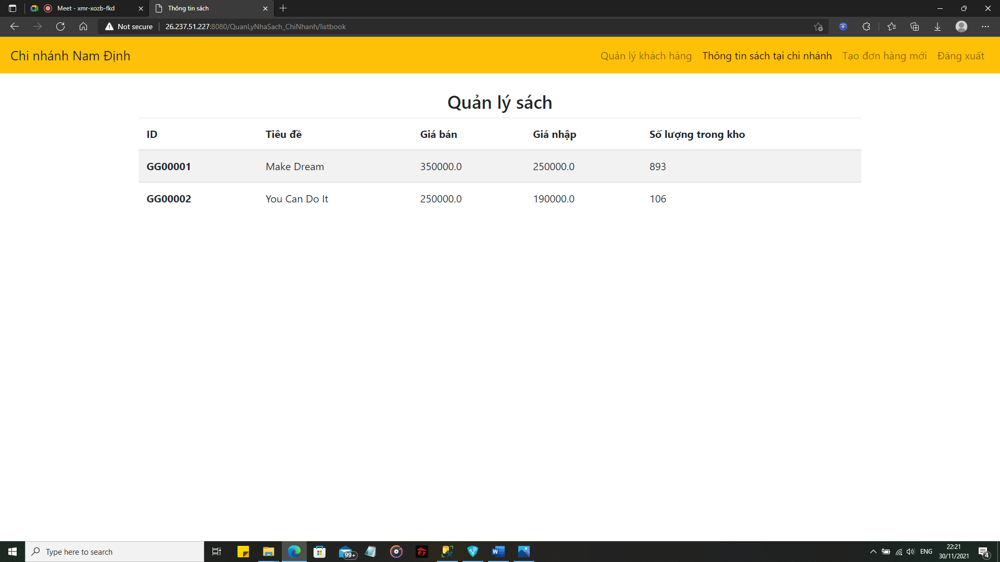 Meet - xmr-xozb-fkd
Thông tin sách
Not secure
26.237.51.227:8080/QuanLyNhaSach_ChiNhanh/listbook
Chi nhánh Nam Định
Quản lý khách hàng
Thông tin sách tại chi nhánh
Tạo đơn hàng mới
Đăng xuất
Quản lý sách
ID Tiêu đề Giá bán Giá nhập Số lượng trong kho
GG00001 Make Dream 350000.0 250000.0 893
GG00002 You Can Do It 250000.0 190000.0 106
Type here to search
99+
W
ENG
22:21
30/11/2021
4